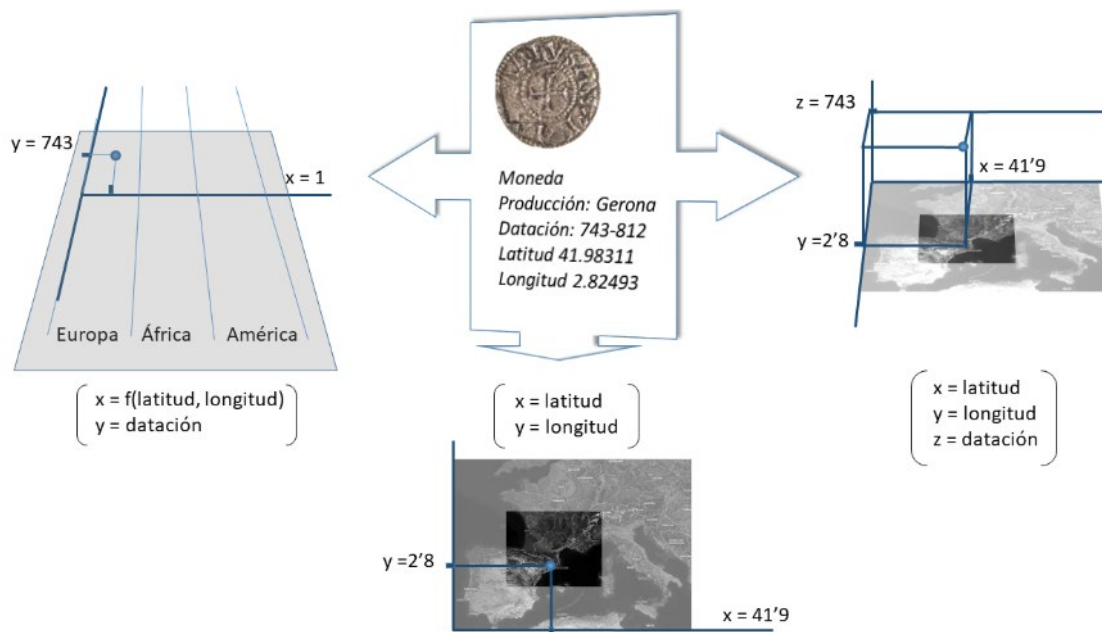 y = 743
x = 1
Europa
África
América
x = f(latitud, longitud)
y = datación
Moneda
Producción: Gerona
Datación: 743-812
Latitud 41.98311
Longitud 2.82493
x = latitud
y = longitud
y =2'8
x = 41'9
z = 743
x = 41'9
y=2'8
x = latitud
y = longitud
z = datación